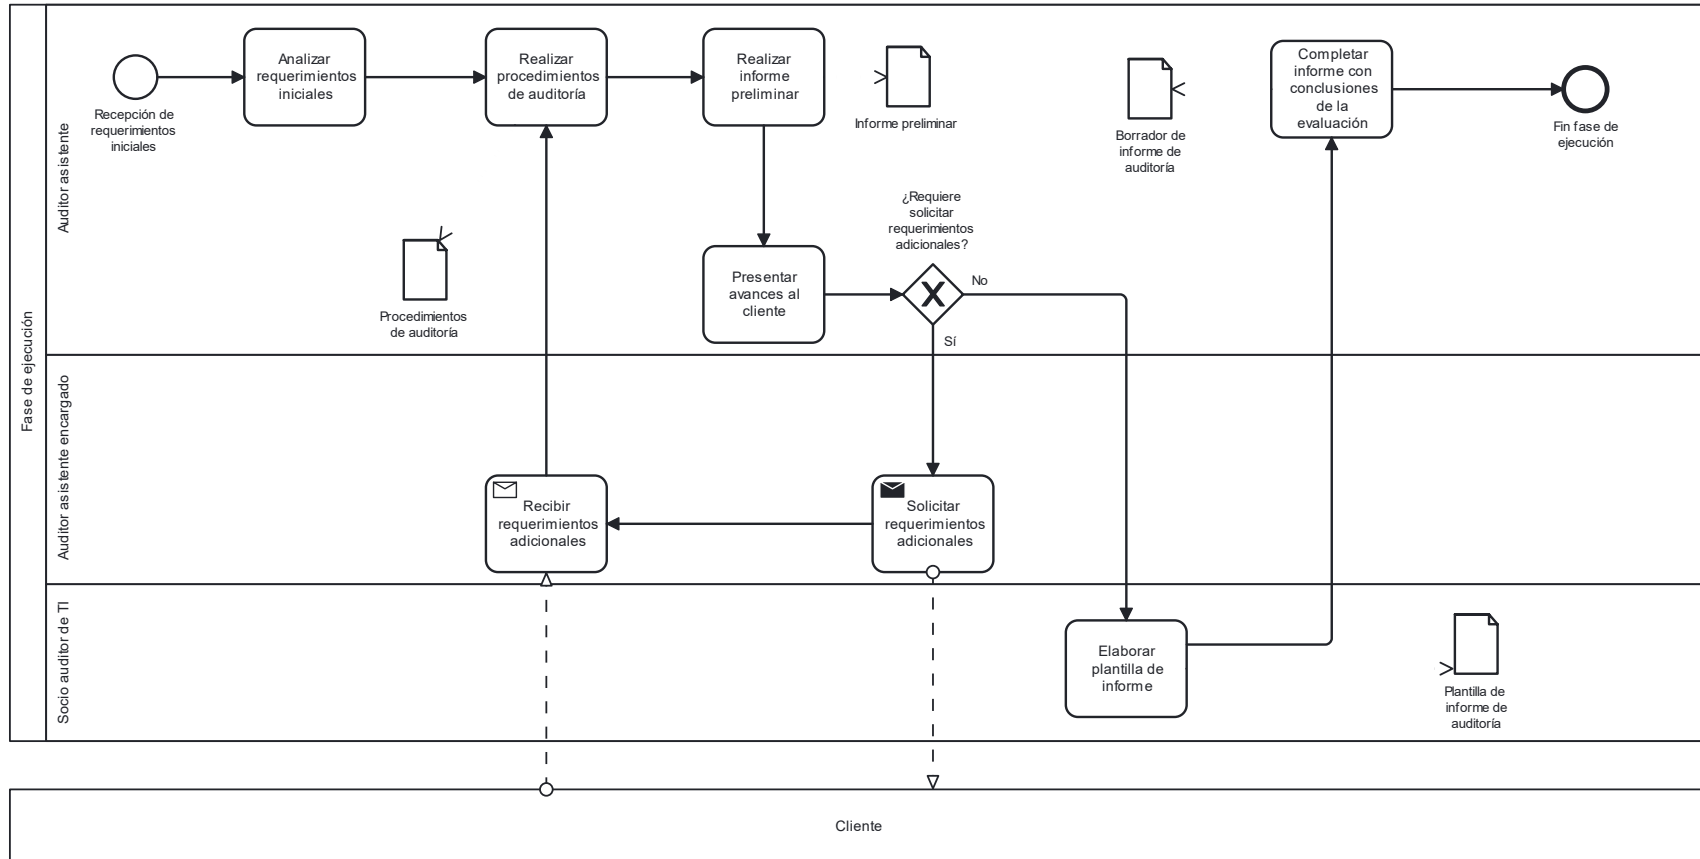 Fase de ejecución
Auditor asistente
Recepción de
requerimientos
iniciales
Analizar
requerimientos
iniciales
Realizar
procedimientos
de auditoría
Realizar
informe
preliminar
Informe preliminar
Borrador de
informe de
auditoría
Completar
informe con
conclusiones
de la
evaluación
Fin fase de
ejecución
Procedimientos
de auditoría
Presentar
avances al
cliente
¿Requiere
solicitar
requerimientos
adicionales?
No
Sí
Auditor asistente encargado
Recibir
requerimientos
adicionales
Solicitar
requerimientos
adicionales
Socio auditor de TI
Elaborar
plantilla de
informe
Plantilla de
informe de
auditoría
Cliente